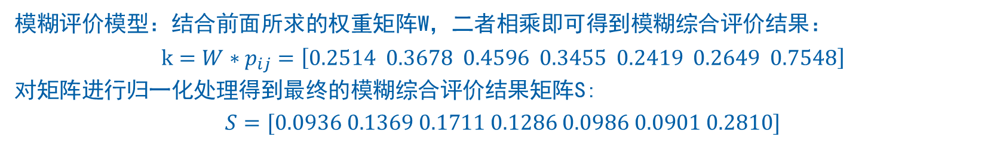 模糊评价模型：结合前面所求的权重矩阵W，二者相乘即可得到模糊综合评价结果：
k = W * p_{ij} = [0.2514 0.3678 0.4596 0.3455 0.2419 0.2649 0.7548]
对矩阵进行归一化处理得到最终的模糊综合评价结果矩阵S:
S = [0.0936 0.1369 0.1711 0.1286 0.0986 0.0901 0.2810]